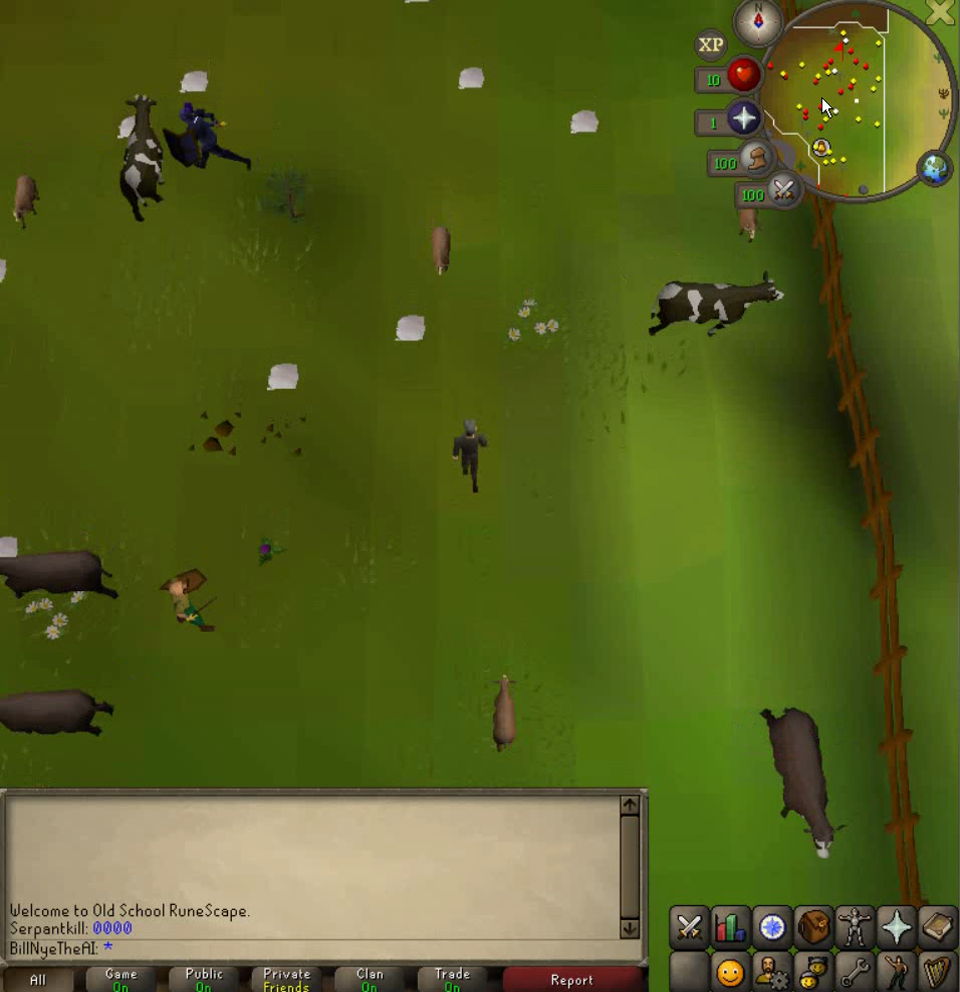 N
XP
10
1
100
100
Welcome to Old School RuneScape.
Serpantkill: 0000
BillNyeTheAI: *
All
Game
On
Public
On
Private
Friends
Clan
On
Trade
On
Report